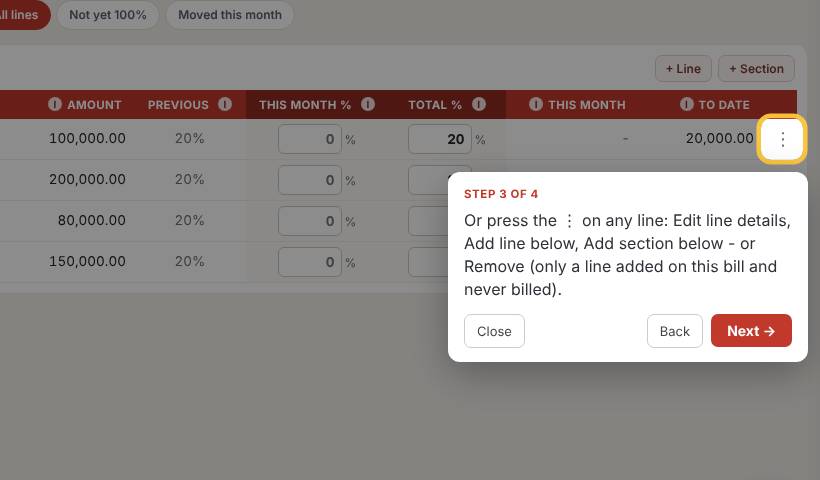 All lines Not yet 100% Moved this month
+ Line + Section
AMOUNT PREVIOUS THIS MONTH % TOTAL % THIS MONTH TO DATE
100,000.00 20% 0 % 20 % - 20,000.00 ⋮
200,000.00 20% 0 %
80,000.00 20% 0 %
150,000.00 20% 0 %
STEP 3 OF 4
Or press the ⋮ on any line: Edit line details,
Add line below, Add section below - or
Remove (only a line added on this bill and
never billed).
Close Back Next →